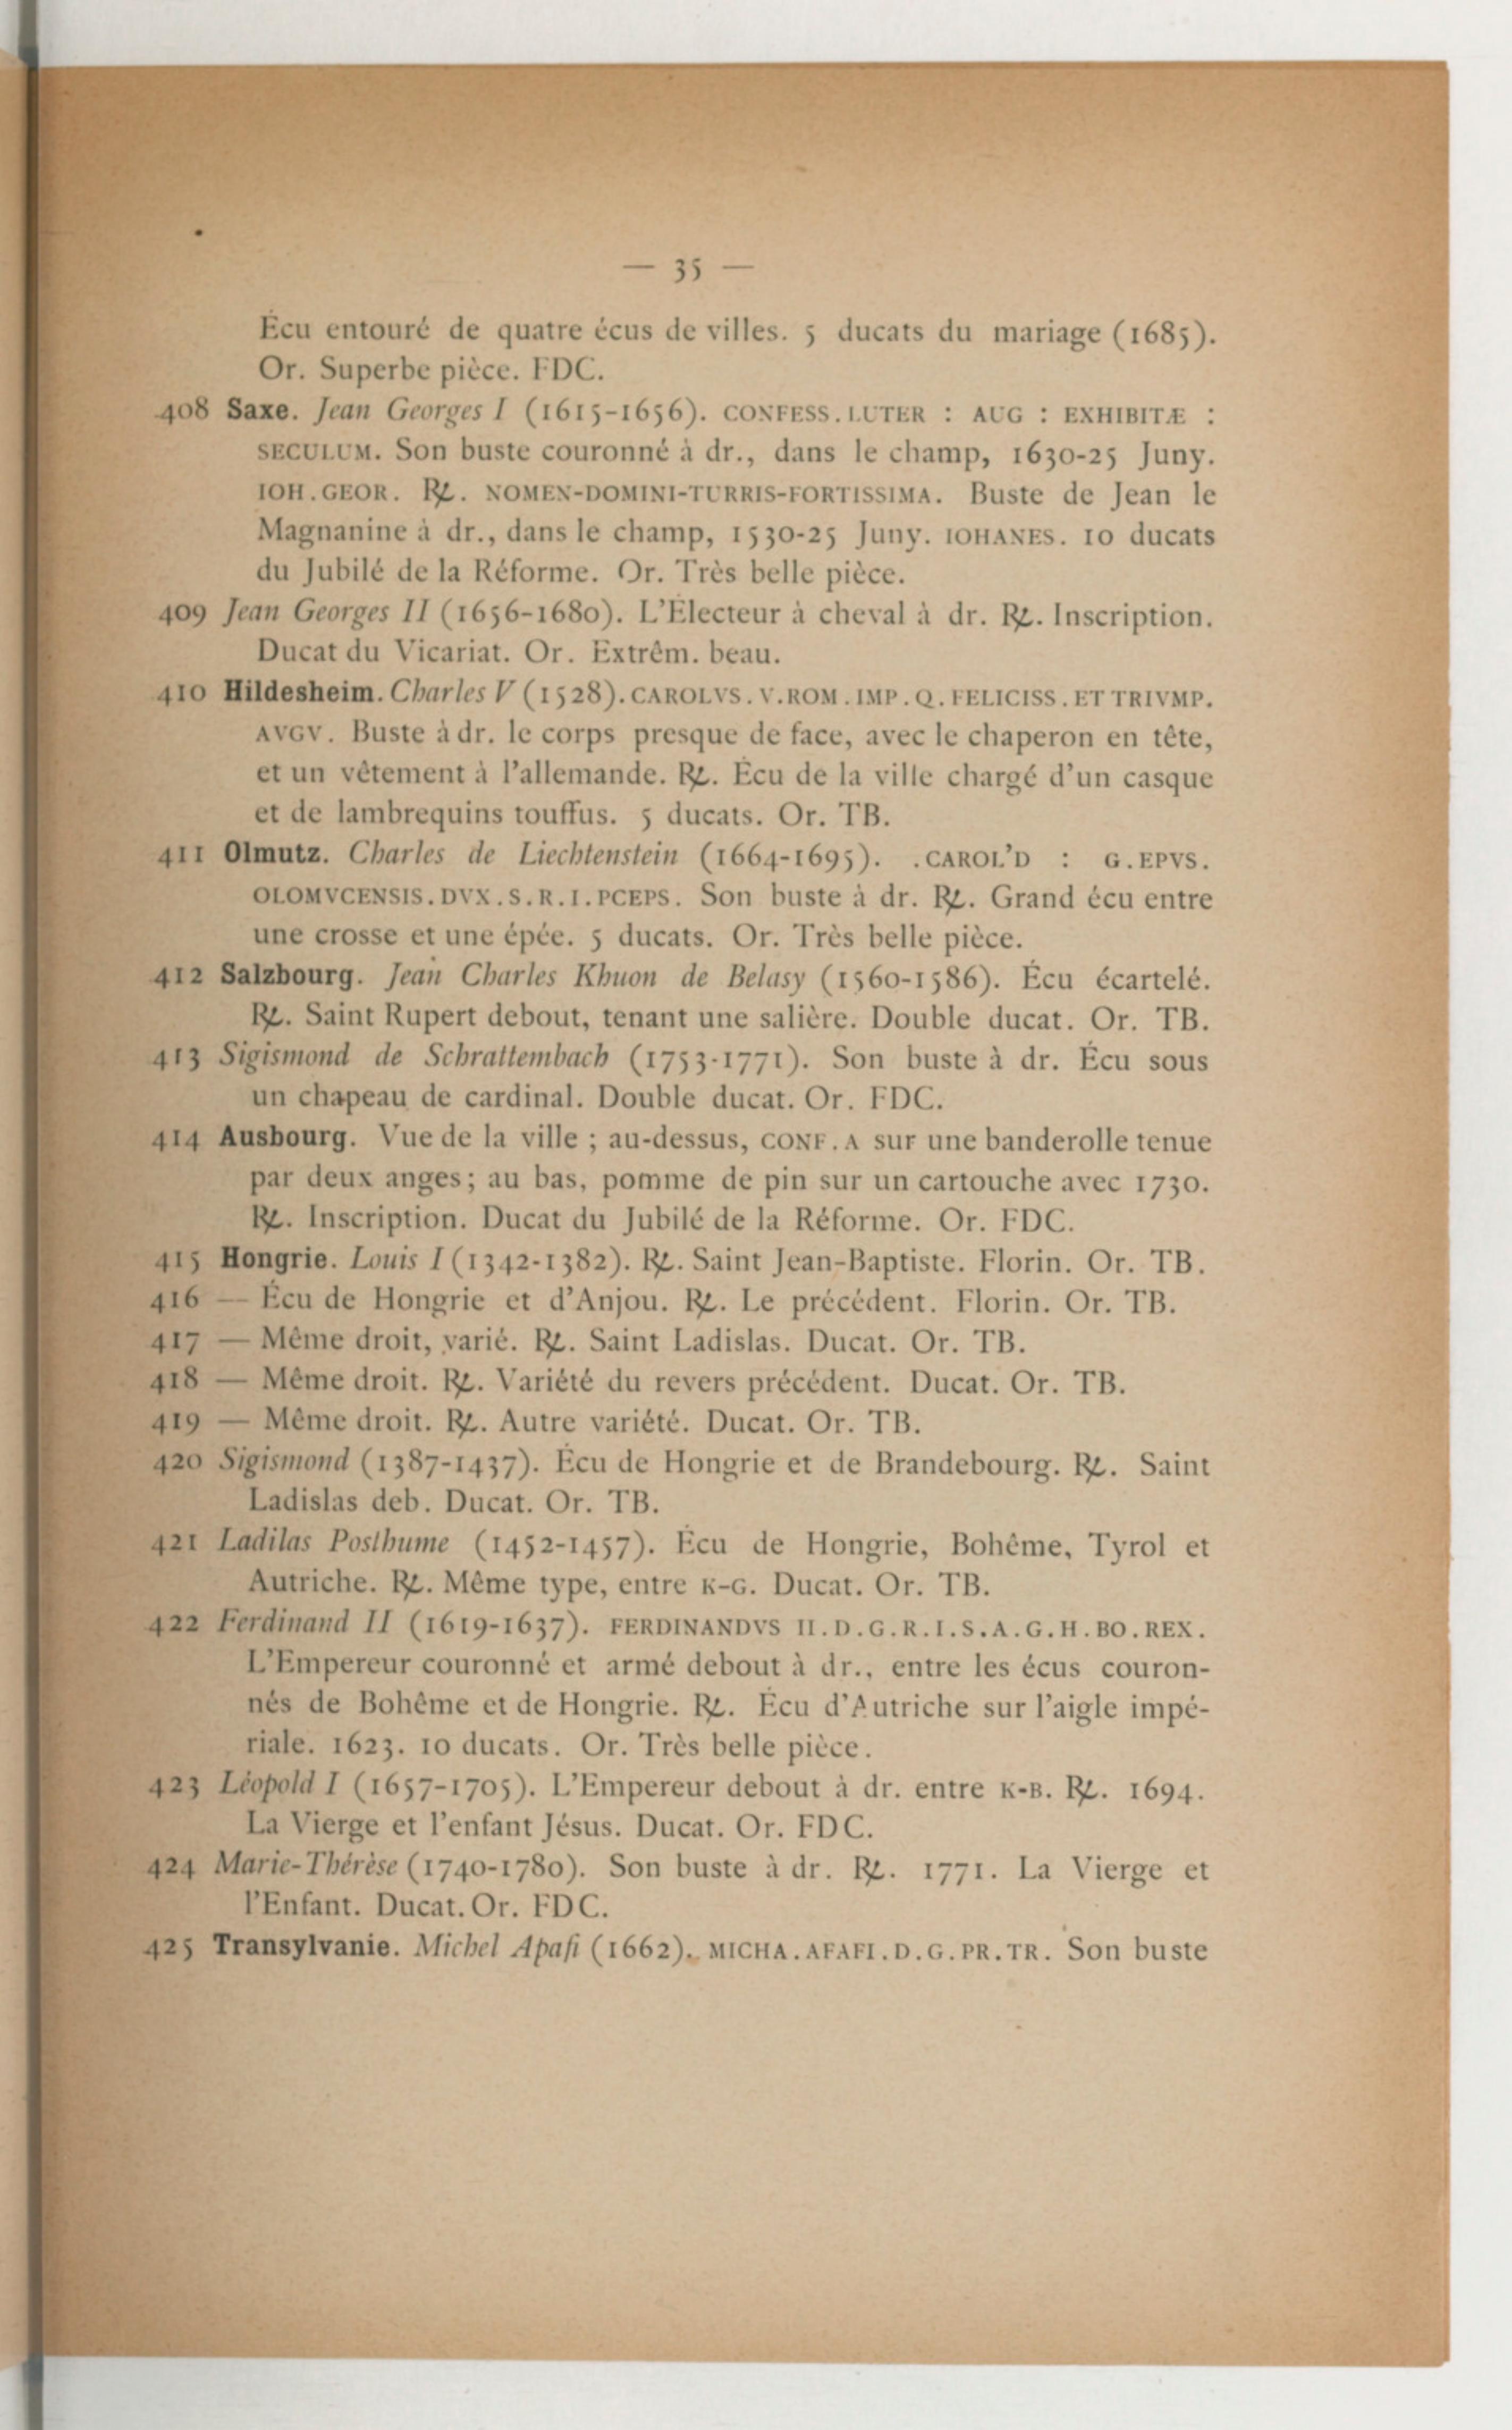 — 35 —
Écu entouré de quatre écus de villes. 5 ducats du mariage (1685).
Or. Superbe pièce. FDC.
408 Saxe. Jean Georges I (1615-1656). CONFESS. LUTER : AUG : EXHIBITÆ :
SECULUM. Son buste couronné à dr., dans le champ, 1630-25 Juny.
IOH. GEOR. ℞. NOMEN-DOMINI-TURRIS-FORTISSIMA. Buste de Jean le
Magnanine à dr., dans le champ, 1530-25 Juny. IOHANES. 10 ducats
du Jubilé de la Réforme. Or. Très belle pièce.
409 Jean Georges II (1656-1680). L'Électeur à cheval à dr. ℞. Inscription.
Ducat du Vicariat. Or. Extrêm. beau.
410 Hildesheim. Charles V (1528). CAROLVS. V. ROM. IMP. Q. FELICISS. ET TRIVMP.
AVGV. Buste à dr. le corps presque de face, avec le chaperon en tête,
et un vêtement à l'allemande. ℞. Écu de la ville chargé d'un casque
et de lambrequins touffus. 5 ducats. Or. TB.
411 Olmutz. Charles de Liechtenstein (1664-1695). .CAROL'D : G. EPVS.
OLOMVCENSIS. DVX. S. R. I. PCEPS. Son buste à dr. ℞. Grand écu entre
une crosse et une épée. 5 ducats. Or. Très belle pièce.
412 Salzbourg. Jean Charles Khuon de Belasy (1560-1586). Écu écartelé.
℞. Saint Rupert debout, tenant une salière. Double ducat. Or. TB.
413 Sigismond de Schrattembach (1753-1771). Son buste à dr. Écu sous
un chapeau de cardinal. Double ducat. Or. FDC.
414 Ausbourg. Vue de la ville ; au-dessus, CONF. A sur une banderolle tenue
par deux anges; au bas, pomme de pin sur un cartouche avec 1730.
℞. Inscription. Ducat du Jubilé de la Réforme. Or. FDC.
415 Hongrie. Louis I (1342-1382). ℞. Saint Jean-Baptiste. Florin. Or. TB.
416 — Écu de Hongrie et d'Anjou. ℞. Le précédent. Florin. Or. TB.
417 — Même droit, varié. ℞. Saint Ladislas. Ducat. Or. TB.
418 — Même droit. ℞. Variété du revers précédent. Ducat. Or. TB.
419 — Même droit. ℞. Autre variété. Ducat. Or. TB.
420 Sigismond (1387-1437). Écu de Hongrie et de Brandebourg. ℞. Saint
Ladislas deb. Ducat. Or. TB.
421 Ladilas Posthume (1452-1457). Écu de Hongrie, Bohême, Tyrol et
Autriche. ℞. Même type, entre K-G. Ducat. Or. TB.
422 Ferdinand II (1619-1637). FERDINANDVS II. D. G. R. I. S. A. G. H. BO. REX.
L'Empereur couronné et armé debout à dr., entre les écus couron-
nés de Bohême et de Hongrie. ℞. Écu d'Autriche sur l'aigle impé-
riale. 1623. 10 ducats. Or. Très belle pièce.
423 Léopold I (1657-1705). L'Empereur debout à dr. entre K-B. ℞. 1694.
La Vierge et l'enfant Jésus. Ducat. Or. FDC.
424 Marie-Thérèse (1740-1780). Son buste à dr. ℞. 1771. La Vierge et
l'Enfant. Ducat. Or. FDC.
425 Transylvanie. Michel Apafi (1662). MICHA. AFAFI. D. G. PR. TR. Son buste